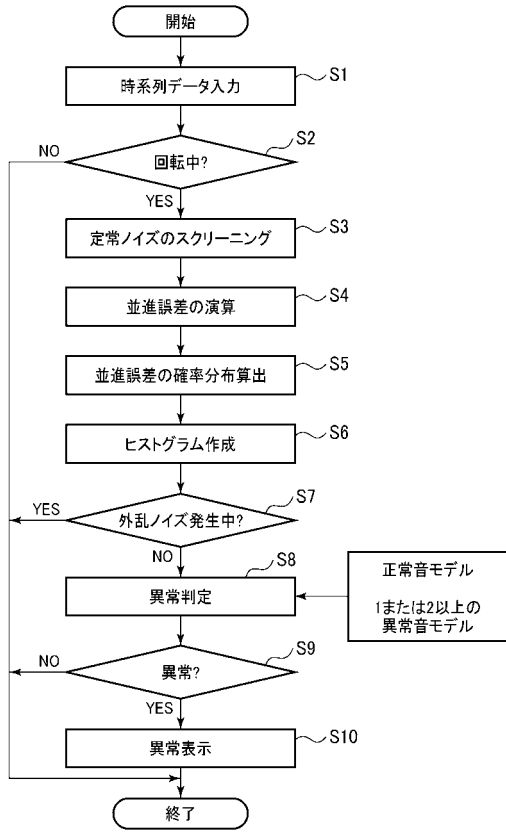 開始
時系列データ入力
S1
回転中?
S2
NO
YES
定常ノイズのスクリーニング
S3
並進誤差の演算
S4
並進誤差の確率分布算出
S5
ヒストグラム作成
S6
外乱ノイズ発生中?
S7
YES
NO
異常判定
S8
正常音モデル
1または2以上の
異常音モデル
異常?
S9
NO
YES
異常表示
S10
終了